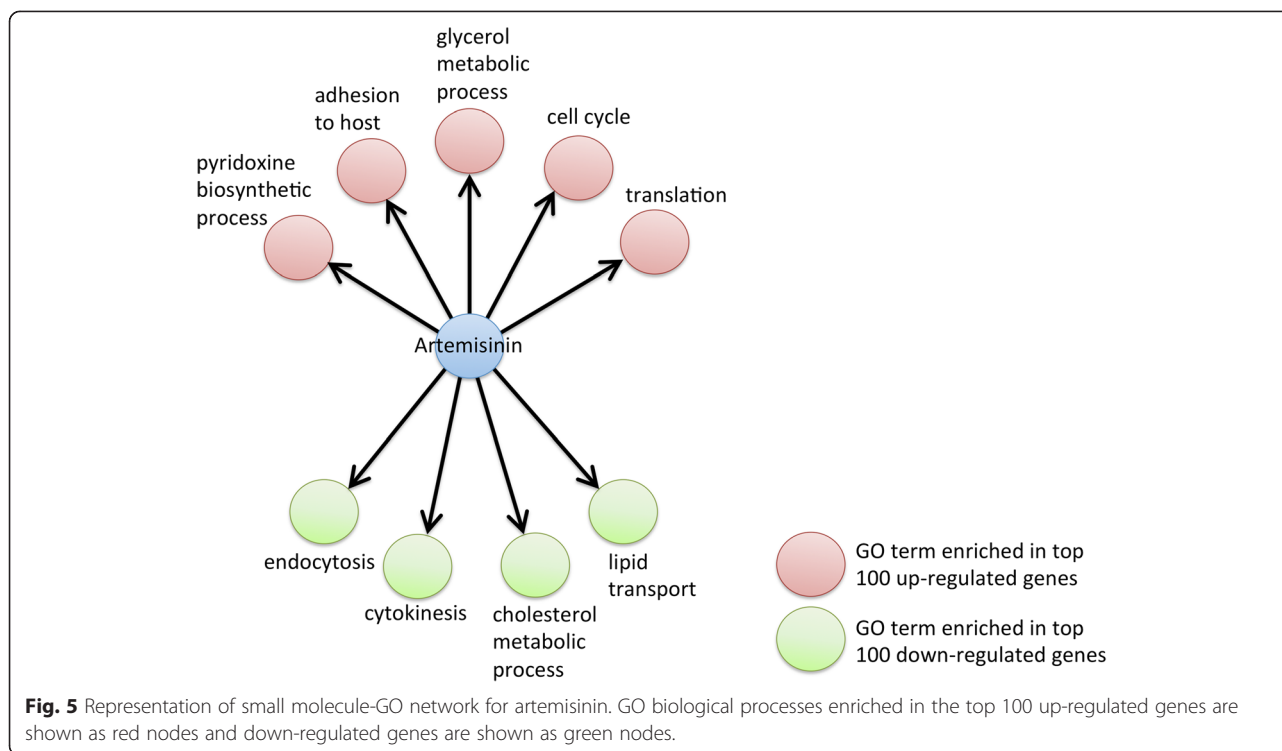 glycerol
metabolic
process
adhesion
to host
cell cycle
pyridoxine
biosynthetic
process
translation
Artemisinin
endocytosis
cytokinesis
cholesterol
metabolic
process
lipid
transport
GO term enriched in top
100 up-regulated genes
GO term enriched in top
100 down-regulated genes
Fig. 5 Representation of small molecule-GO network for artemisinin. GO biological processes enriched in the top 100 up-regulated genes are
shown as red nodes and down-regulated genes are shown as green nodes.